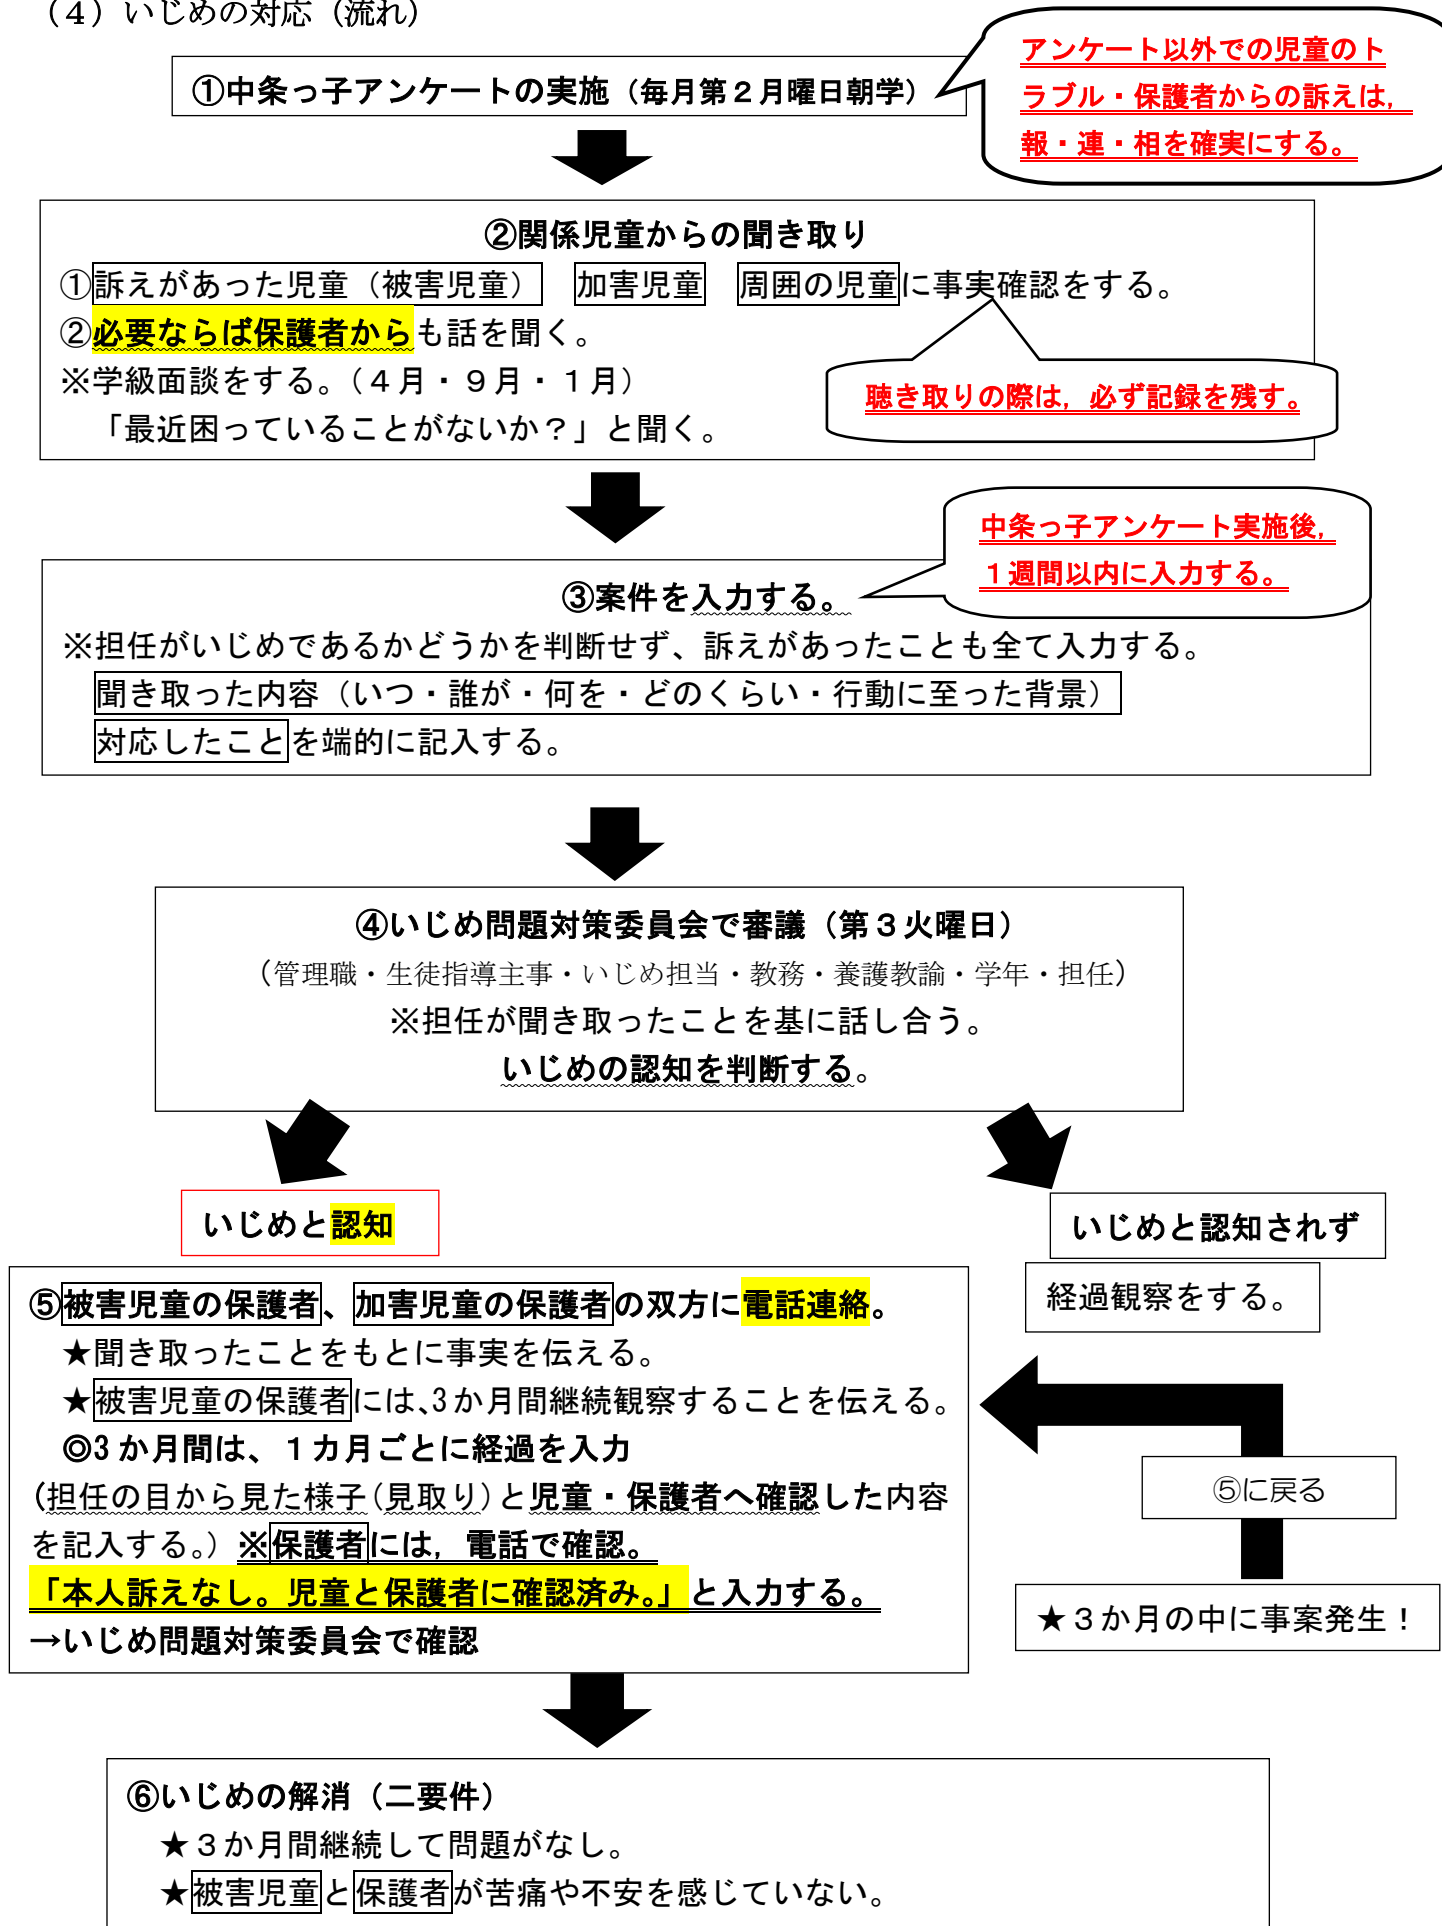 （４）いじめの対応（流れ）
①中条っ子アンケートの実施（毎月第２月曜日朝学）
アンケート以外での児童のト
ラブル・保護者からの訴えは，
報・連・相を確実にする。
②関係児童からの聞き取り
①訴えがあった児童（被害児童）　加害児童　周囲の児童に事実確認をする。
②必要ならば保護者からも話を聞く。
※学級面談をする。（４月・９月・１月）
「最近困っていることがないか？」と聞く。
聴き取りの際は，必ず記録を残す。
中条っ子アンケート実施後，
１週間以内に入力する。
③案件を入力する。
※担任がいじめであるかどうかを判断せず、訴えがあったことも全て入力する。
聞き取った内容（いつ・誰が・何を・どのくらい・行動に至った背景）
対応したことを端的に記入する。
④いじめ問題対策委員会で審議（第３火曜日）
（管理職・生徒指導主事・いじめ担当・教務・養護教諭・学年・担任）
※担任が聞き取ったことを基に話し合う。
いじめの認知を判断する。
いじめと認知
いじめと認知されず
経過観察をする。
⑤被害児童の保護者、加害児童の保護者の双方に電話連絡。
★聞き取ったことをもとに事実を伝える。
★被害児童の保護者には、3か月間継続観察することを伝える。
◎3か月間は、１カ月ごとに経過を入力
（担任の目から見た様子（見取り）と児童・保護者へ確認した内容
を記入する。）※保護者には，電話で確認。
「本人訴えなし。児童と保護者に確認済み。」と入力する。
→いじめ問題対策委員会で確認
⑤に戻る
★３か月の中に事案発生！
⑥いじめの解消（二要件）
★３か月間継続して問題がなし。
★被害児童と保護者が苦痛や不安を感じていない。